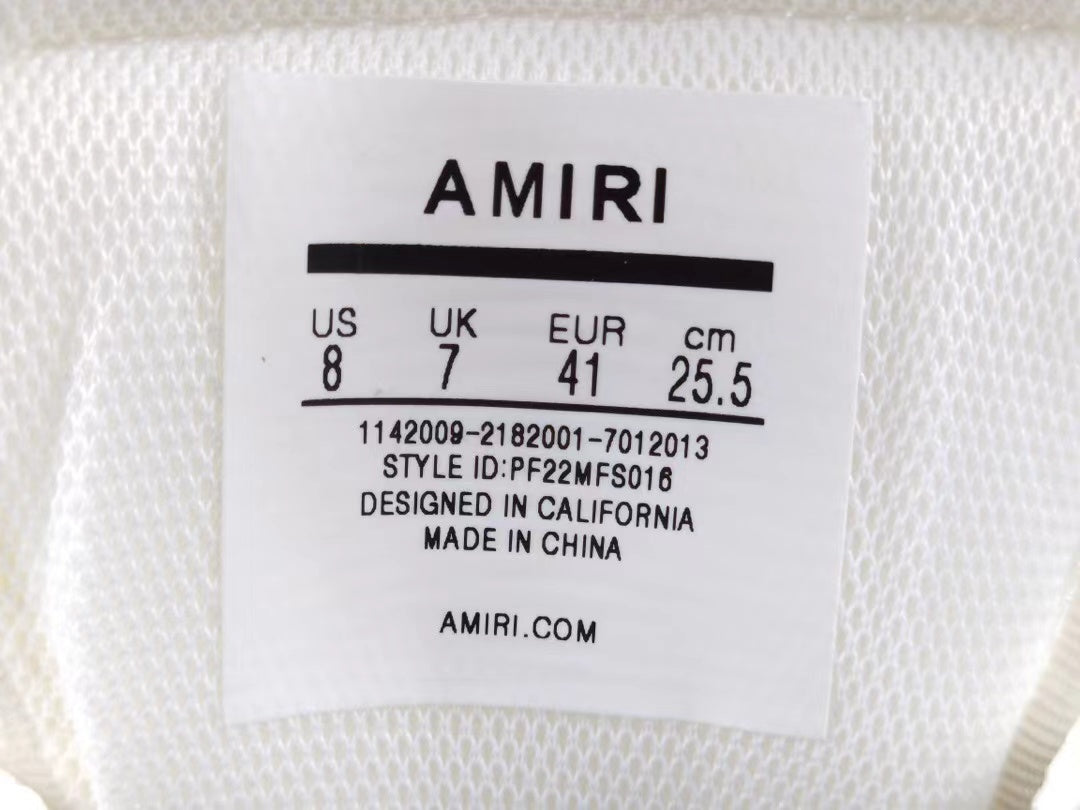 AMIRI
US UK EUR cm
8 7 41 25.5
1142009-2182001-7012013
STYLE ID:PF22MFS016
DESIGNED IN CALIFORNIA
MADE IN CHINA
AMIRI.COM